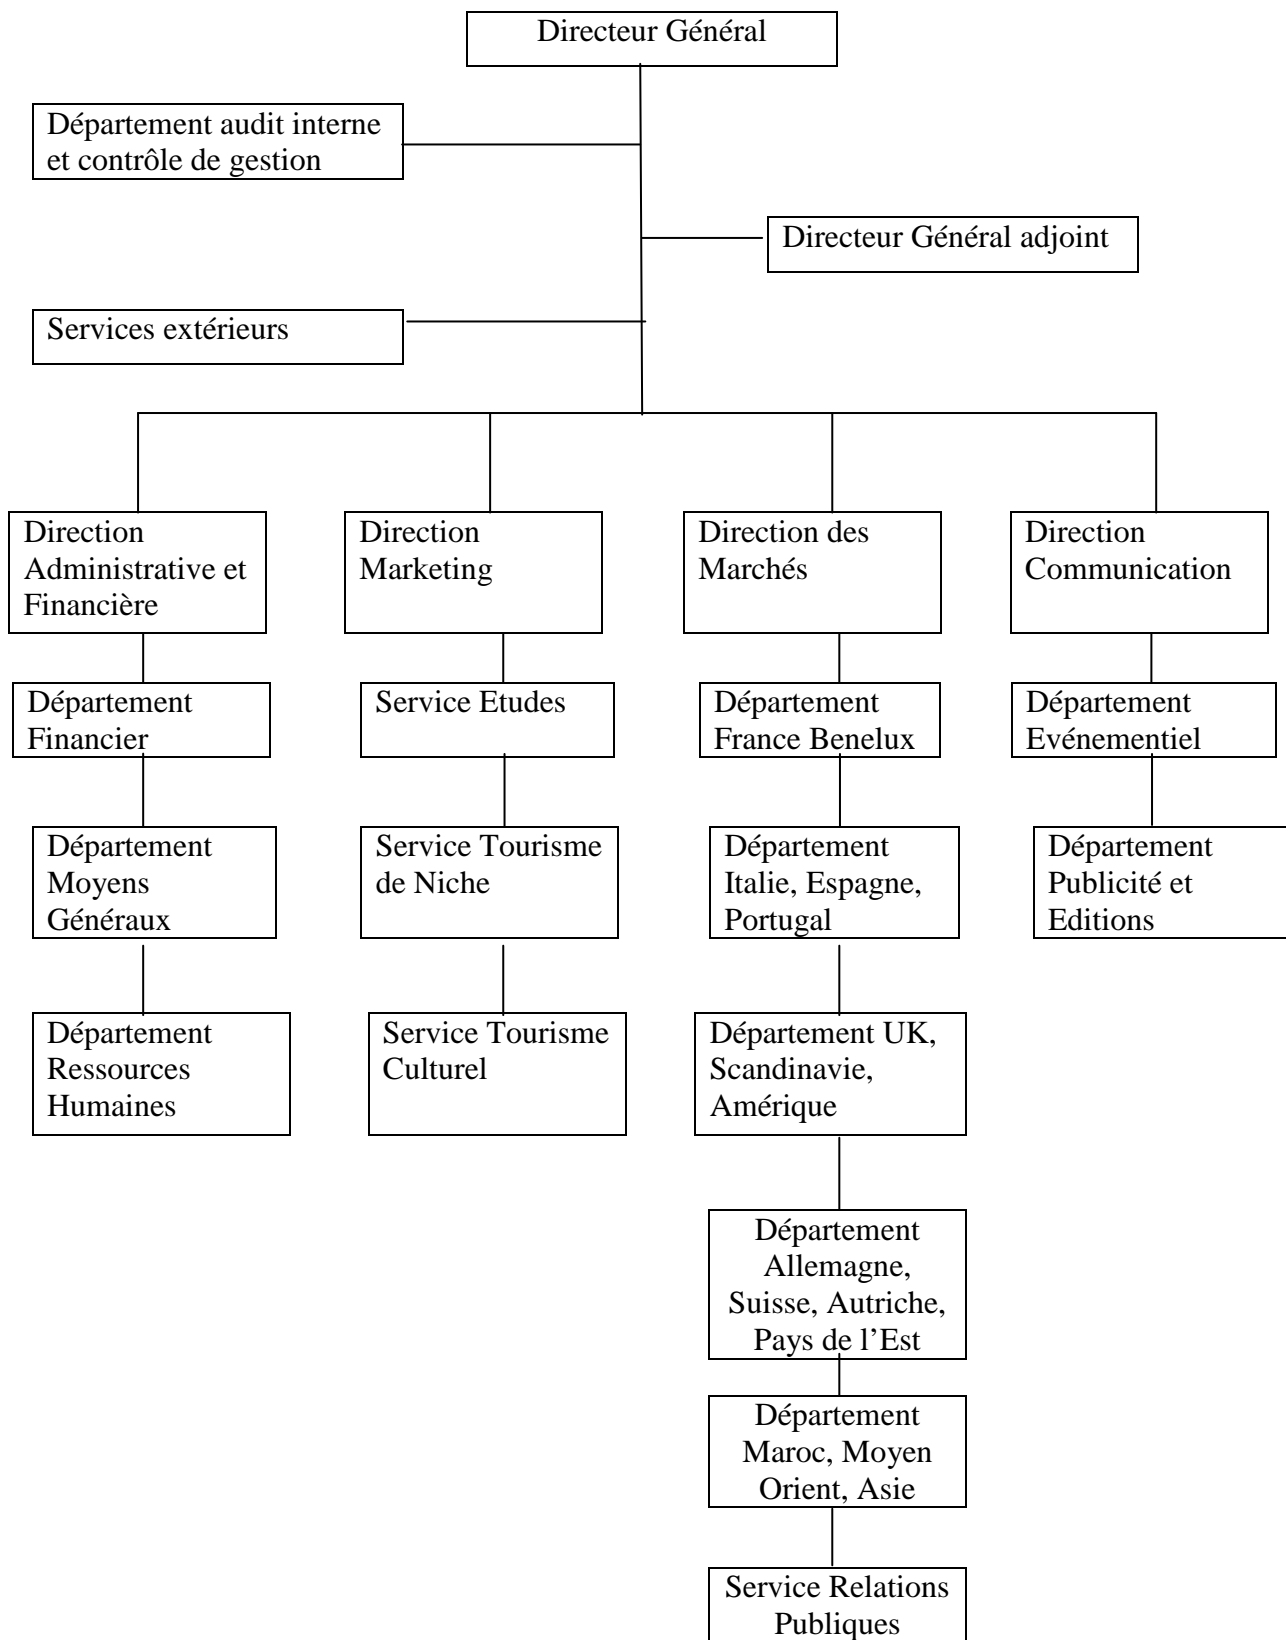 Directeur Général
Département audit interne
et contrôle de gestion
Directeur Général adjoint
Services extérieurs
Direction
Administrative et
Financière
Direction
Marketing
Direction des
Marchés
Direction
Communication
Département
Financier
Service Etudes
Département
France Benelux
Département
Evénementiel
Département
Moyens
Généraux
Service Tourisme
de Niche
Département
Italie, Espagne,
Portugal
Département
Publicité et
Editions
Département
Ressources
Humaines
Service Tourisme
Culturel
Département UK,
Scandinavie,
Amérique
Département
Allemagne,
Suisse, Autriche,
Pays de l’Est
Département
Maroc, Moyen
Orient, Asie
Service Relations
Publiques